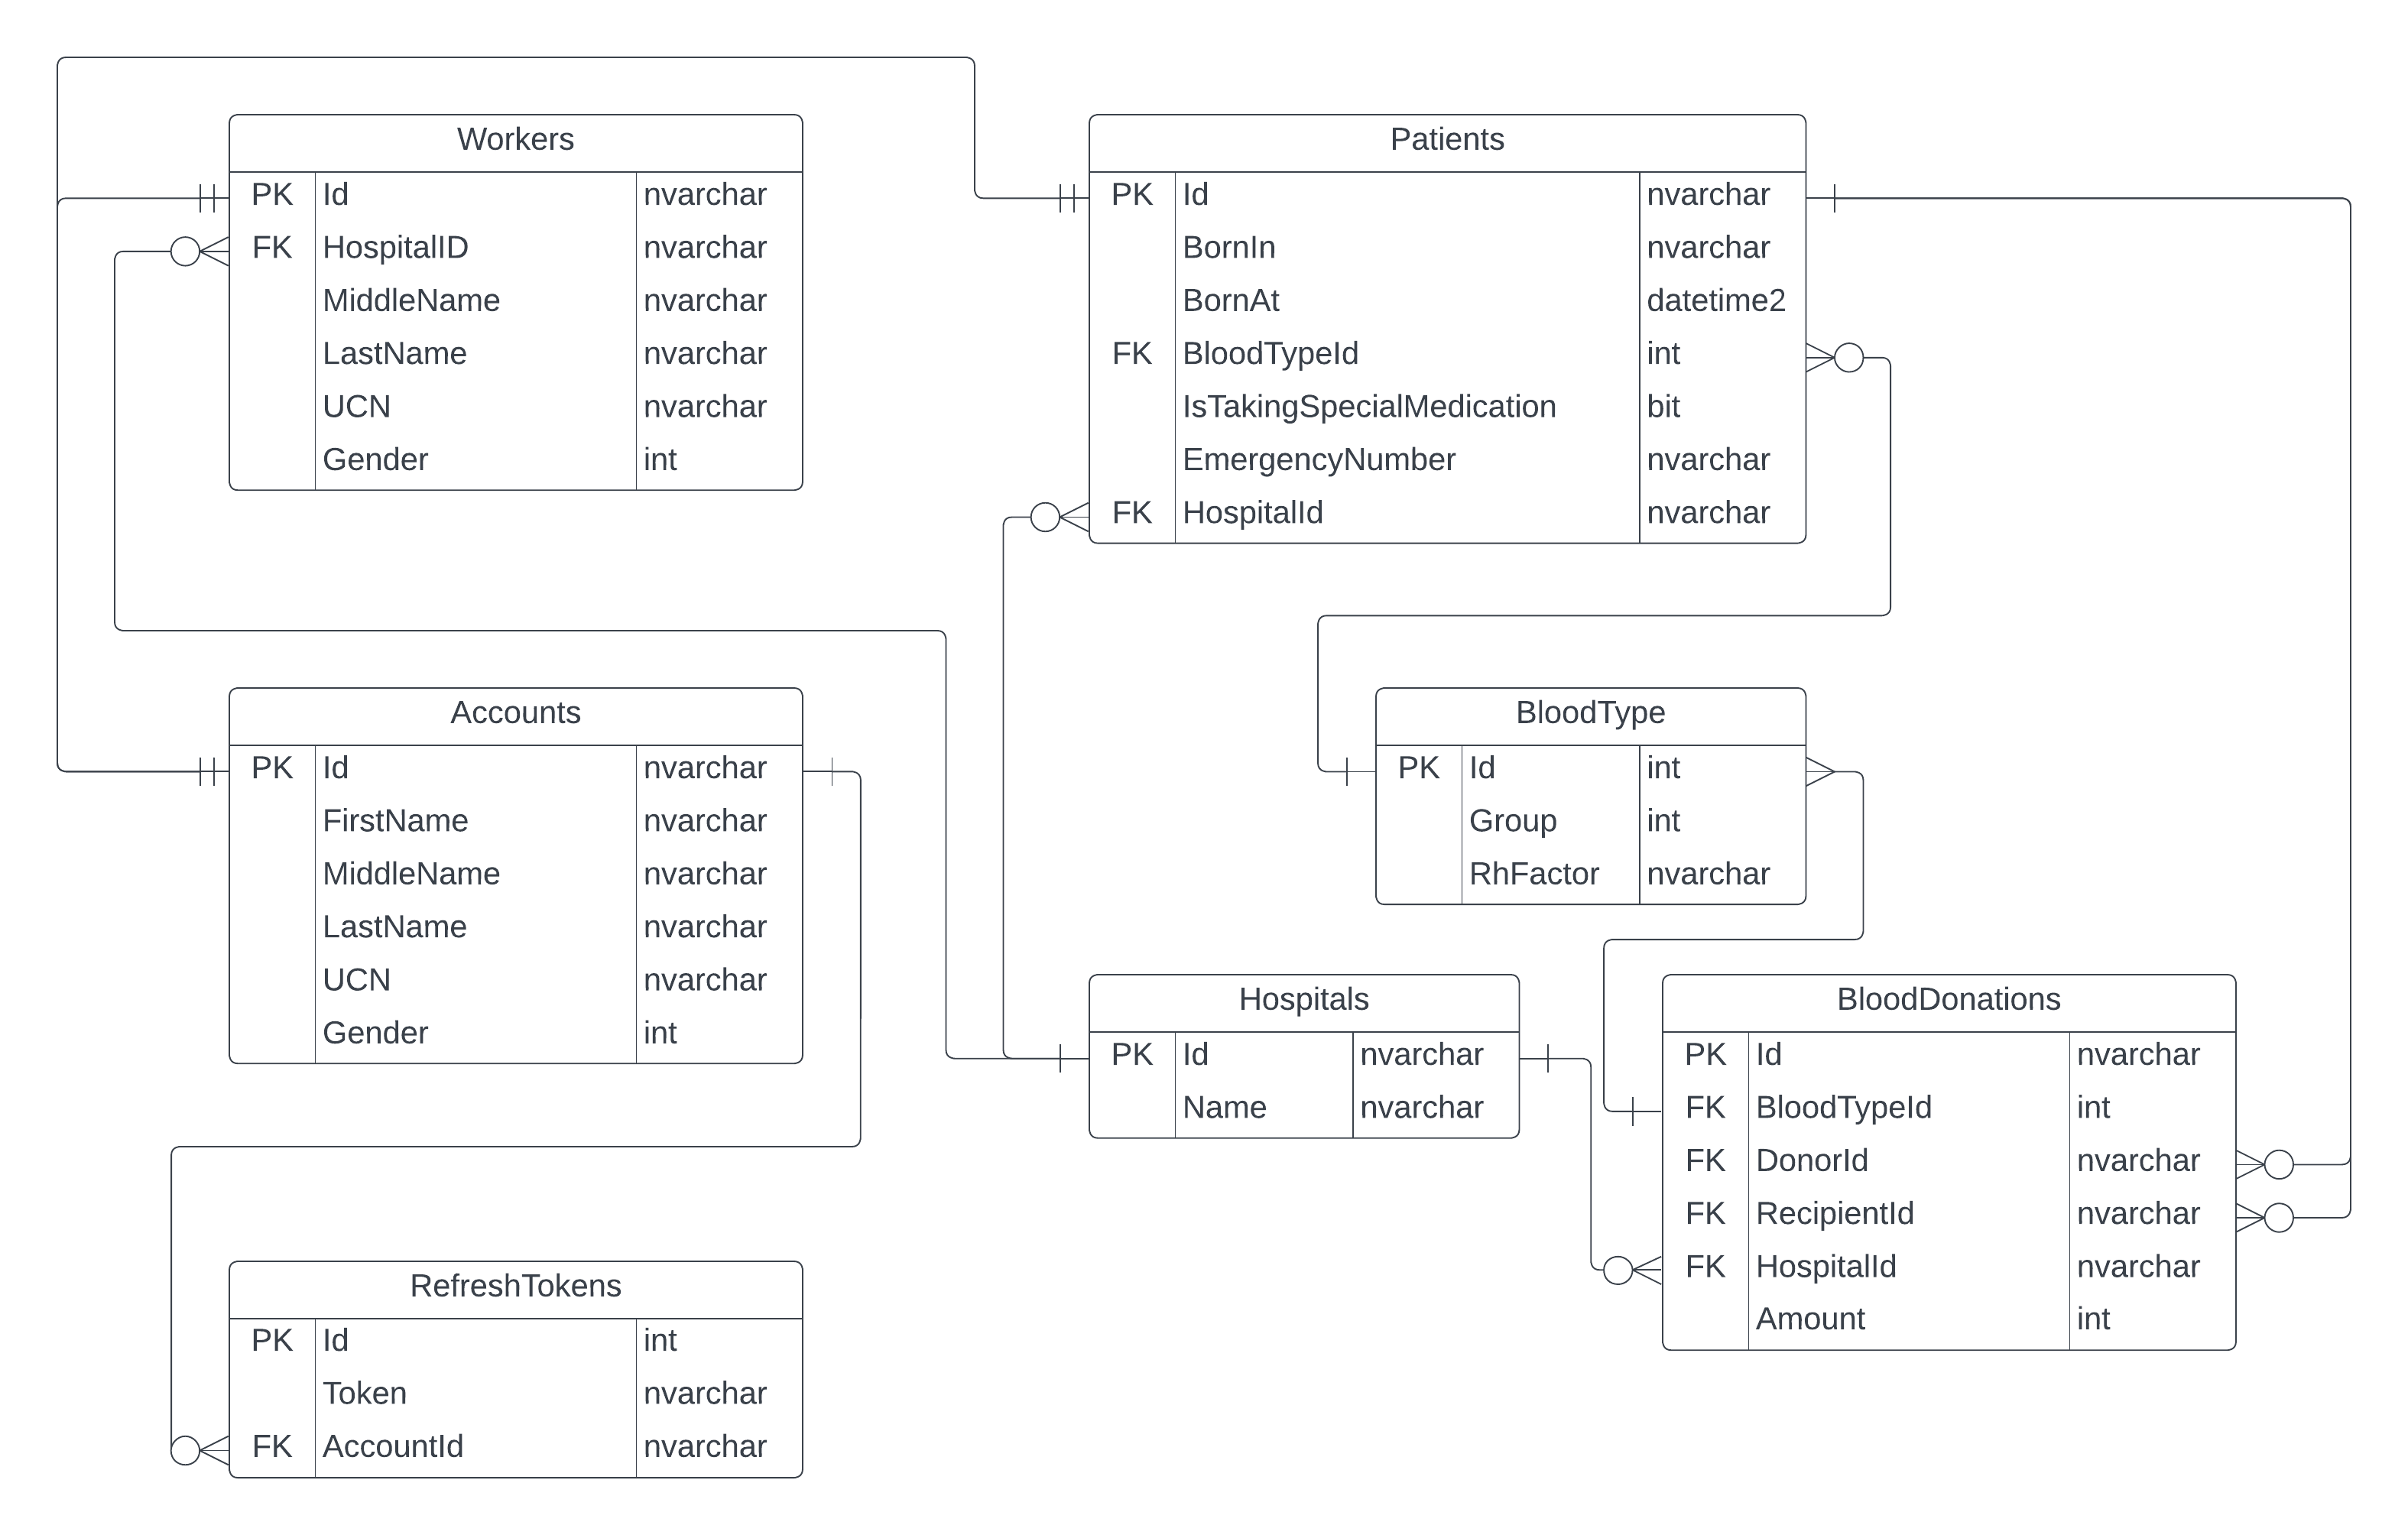 Workers
PK Id nvarchar
FK HospitalID nvarchar
MiddleName nvarchar
LastName nvarchar
UCN nvarchar
Gender int
Patients
PK Id nvarchar
BornIn nvarchar
BornAt datetime2
FK BloodTypeId int
IsTakingSpecialMedication bit
EmergencyNumber nvarchar
FK HospitalId nvarchar
Accounts
PK Id nvarchar
FirstName nvarchar
MiddleName nvarchar
LastName nvarchar
UCN nvarchar
Gender int
BloodType
PK Id int
Group int
RhFactor nvarchar
Hospitals
PK Id nvarchar
Name nvarchar
BloodDonations
PK Id nvarchar
FK BloodTypeId int
FK DonorId nvarchar
FK RecipientId nvarchar
FK HospitalId nvarchar
Amount int
RefreshTokens
PK Id int
Token nvarchar
FK AccountId nvarchar